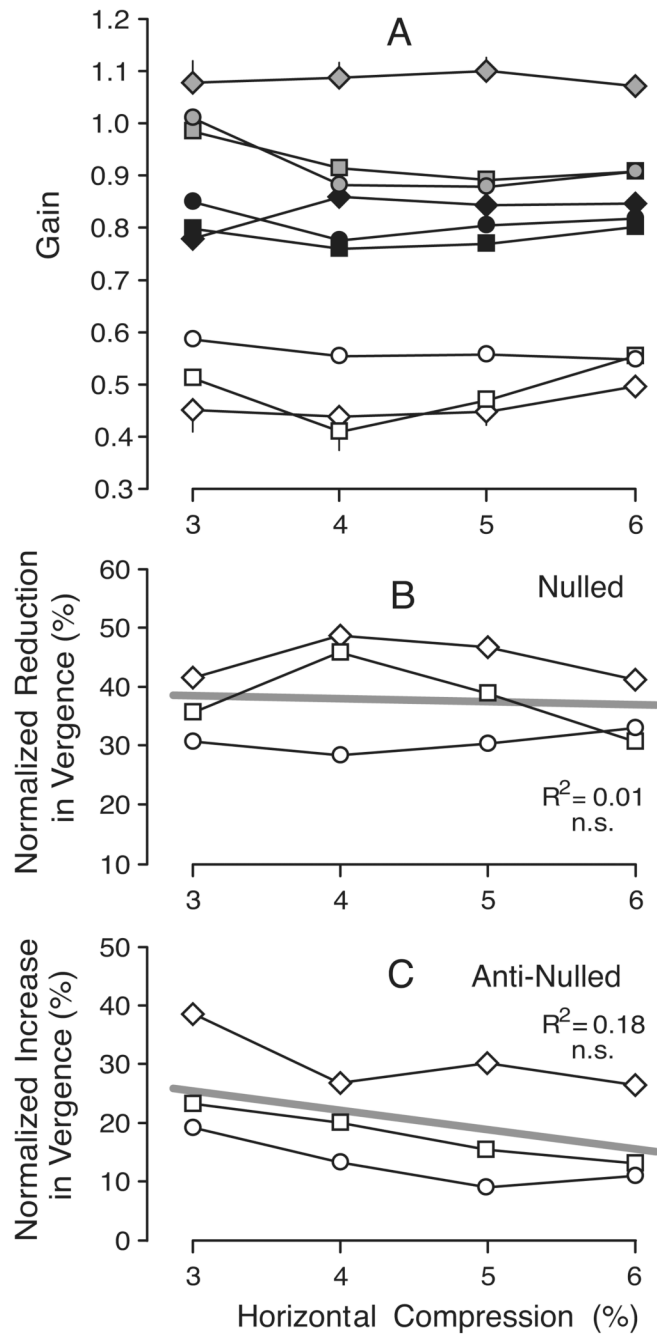 A
1.2
1.1
1.0
0.9
0.8
0.7
0.6
0.5
0.4
0.3
Gain
3 4 5 6
B
Nulled
60
50
40
30
20
10
Normalized Reduction
in Vergence (%)
R2 = 0.01
n.s.
3 4 5 6
C
Anti-Nulled
R2 = 0.18
n.s.
50
40
30
20
10
0
Normalized Increase
in Vergence (%)
3 4 5 6
Horizontal Compression (%)